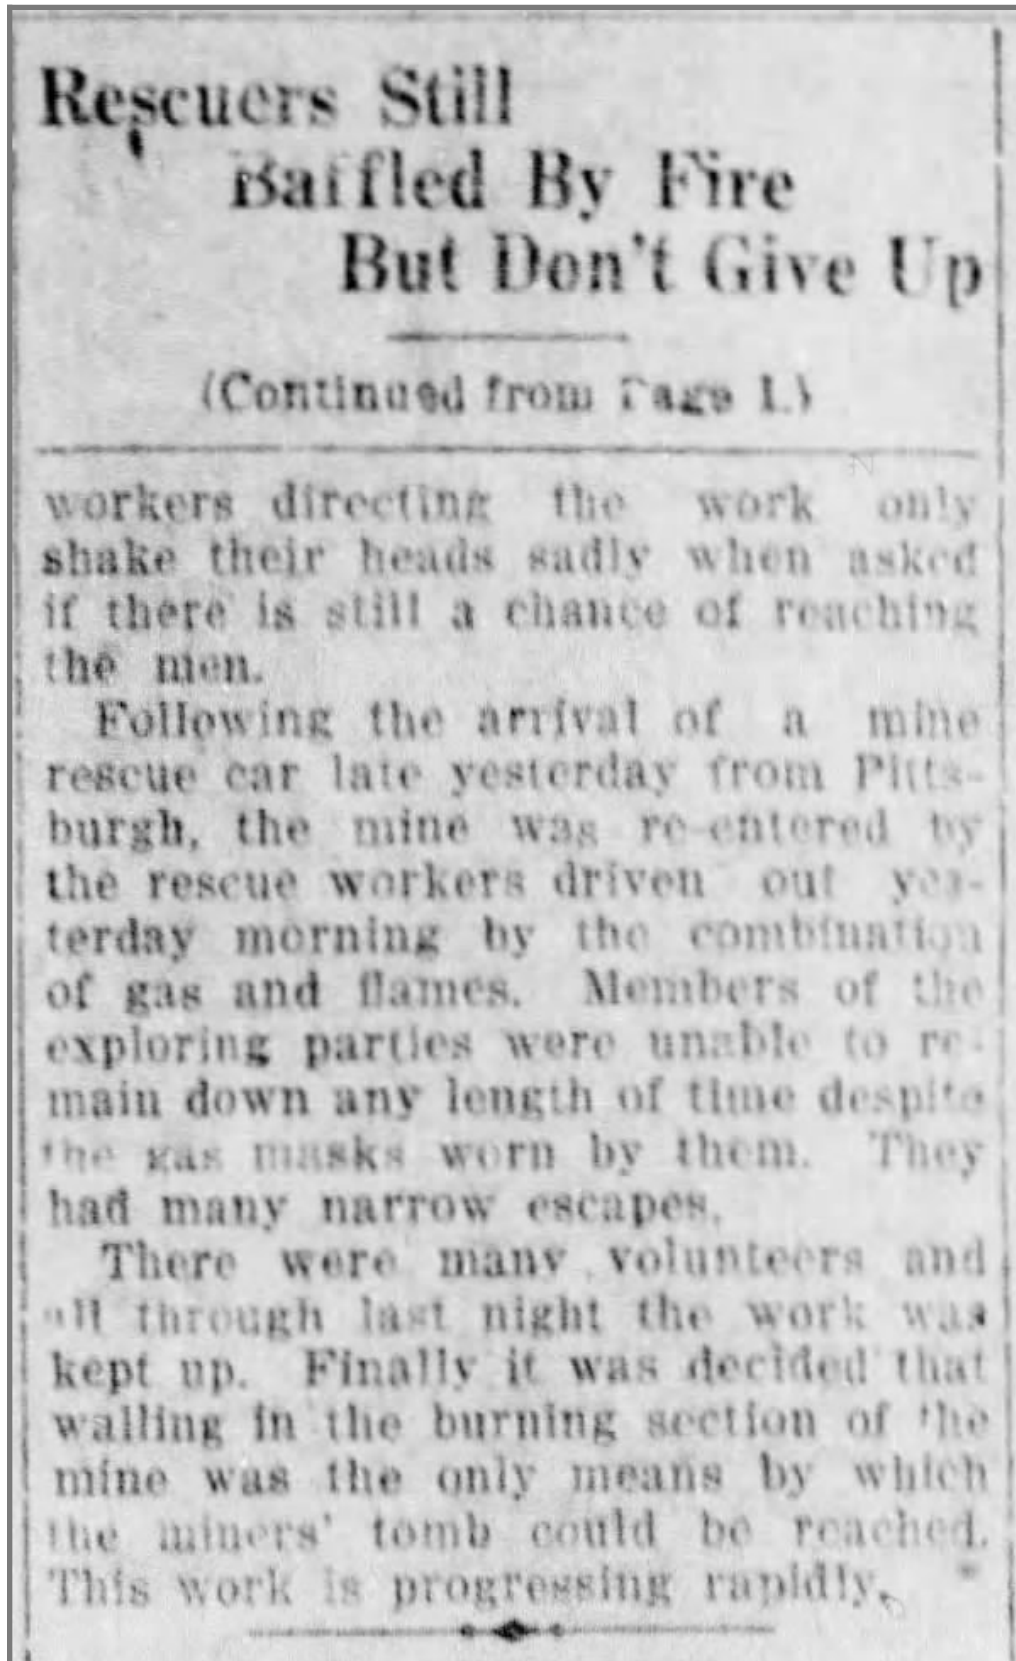 Rescuers Still
Baffled By Fire
But Don't Give Up
(Continued from Page 1.)
workers directing the work only
shake their heads sadly when asked
if there is still a chance of reaching
the men.
Following the arrival of a mine
rescue car late yesterday from Pitts-
burgh, the mine was re-entered by
the rescue workers driven out yes-
terday morning by the combination
of gas and flames. Members of the
exploring parties were unable to re-
main down any length of time despite
the gas masks worn by them. They
had many narrow escapes.
There were many volunteers and
all through last night the work was
kept up. Finally it was decided that
walling in the burning section of the
mine was the only means by which
the miners' tomb could be reached.
This work is progressing rapidly.